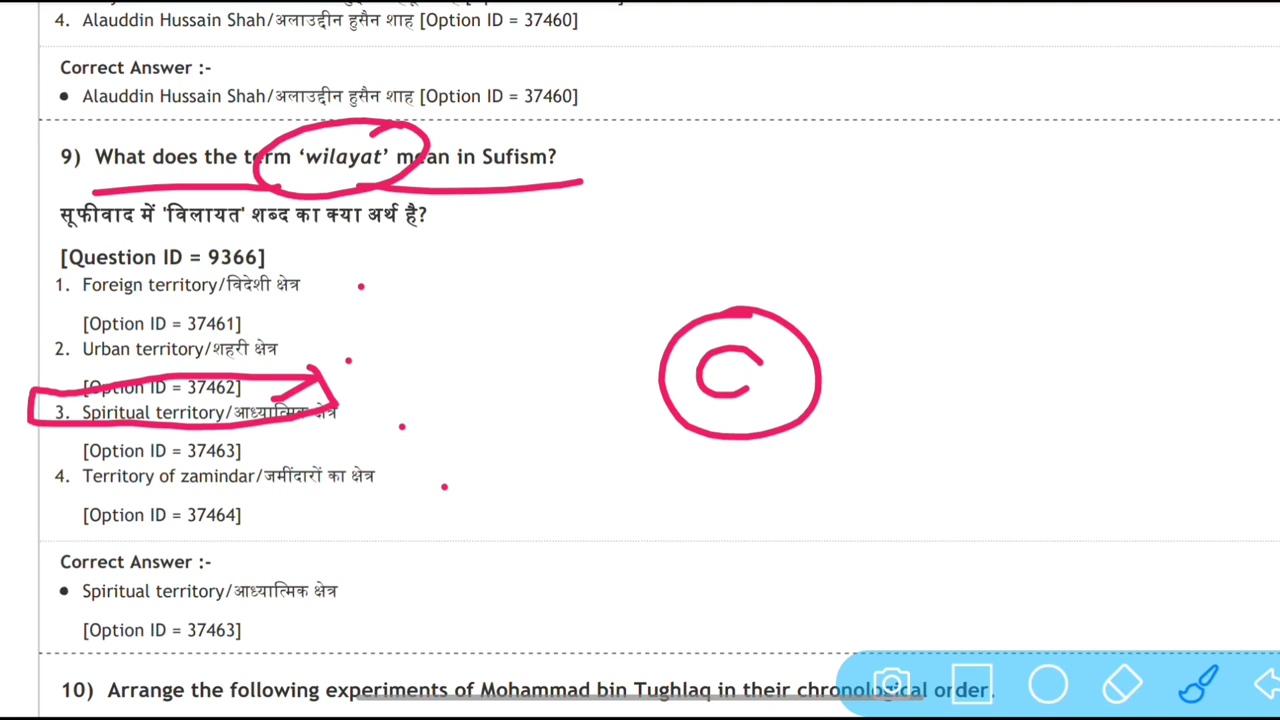 4. Alauddin Hussain Shah/अलाउद्दीन हुसैन शाह [Option ID = 37460]
Correct Answer :-
• Alauddin Hussain Shah/अलाउद्दीन हुसैन शाह [Option ID = 37460]
9) What does the term ‘wilayat’ mean in Sufism?
सूफीवाद में 'विलायत' शब्द का क्या अर्थ है?
[Question ID = 9366]
1. Foreign territory/विदेशी क्षेत्र
[Option ID = 37461]
2. Urban territory/शहरी क्षेत्र
[Option ID = 37462]
3. Spiritual territory/आध्यात्मिक क्षेत्र
C
[Option ID = 37463]
4. Territory of zamindar/जमींदारों का क्षेत्र
[Option ID = 37464]
Correct Answer :-
• Spiritual territory/आध्यात्मिक क्षेत्र
[Option ID = 37463]
10) Arrange the following experiments of Mohammad bin Tughlaq in their chronological order.